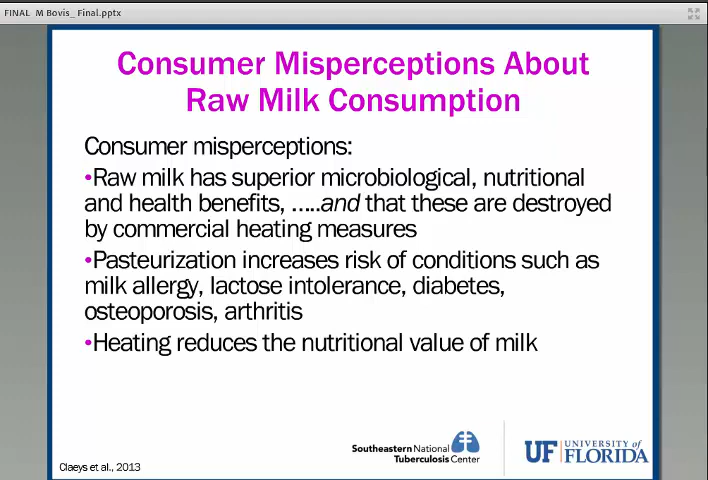 FINAL M Bovis_ Final.pptx
Consumer Misperceptions About
Raw Milk Consumption
Consumer misperceptions:
•Raw milk has superior microbiological, nutritional
and health benefits, …..and that these are destroyed
by commercial heating measures
•Pasteurization increases risk of conditions such as
milk allergy, lactose intolerance, diabetes,
osteoporosis, arthritis
•Heating reduces the nutritional value of milk
Southeastern National
Tuberculosis Center
UF UNIVERSITY of
FLORIDA
Claeys et al., 2013